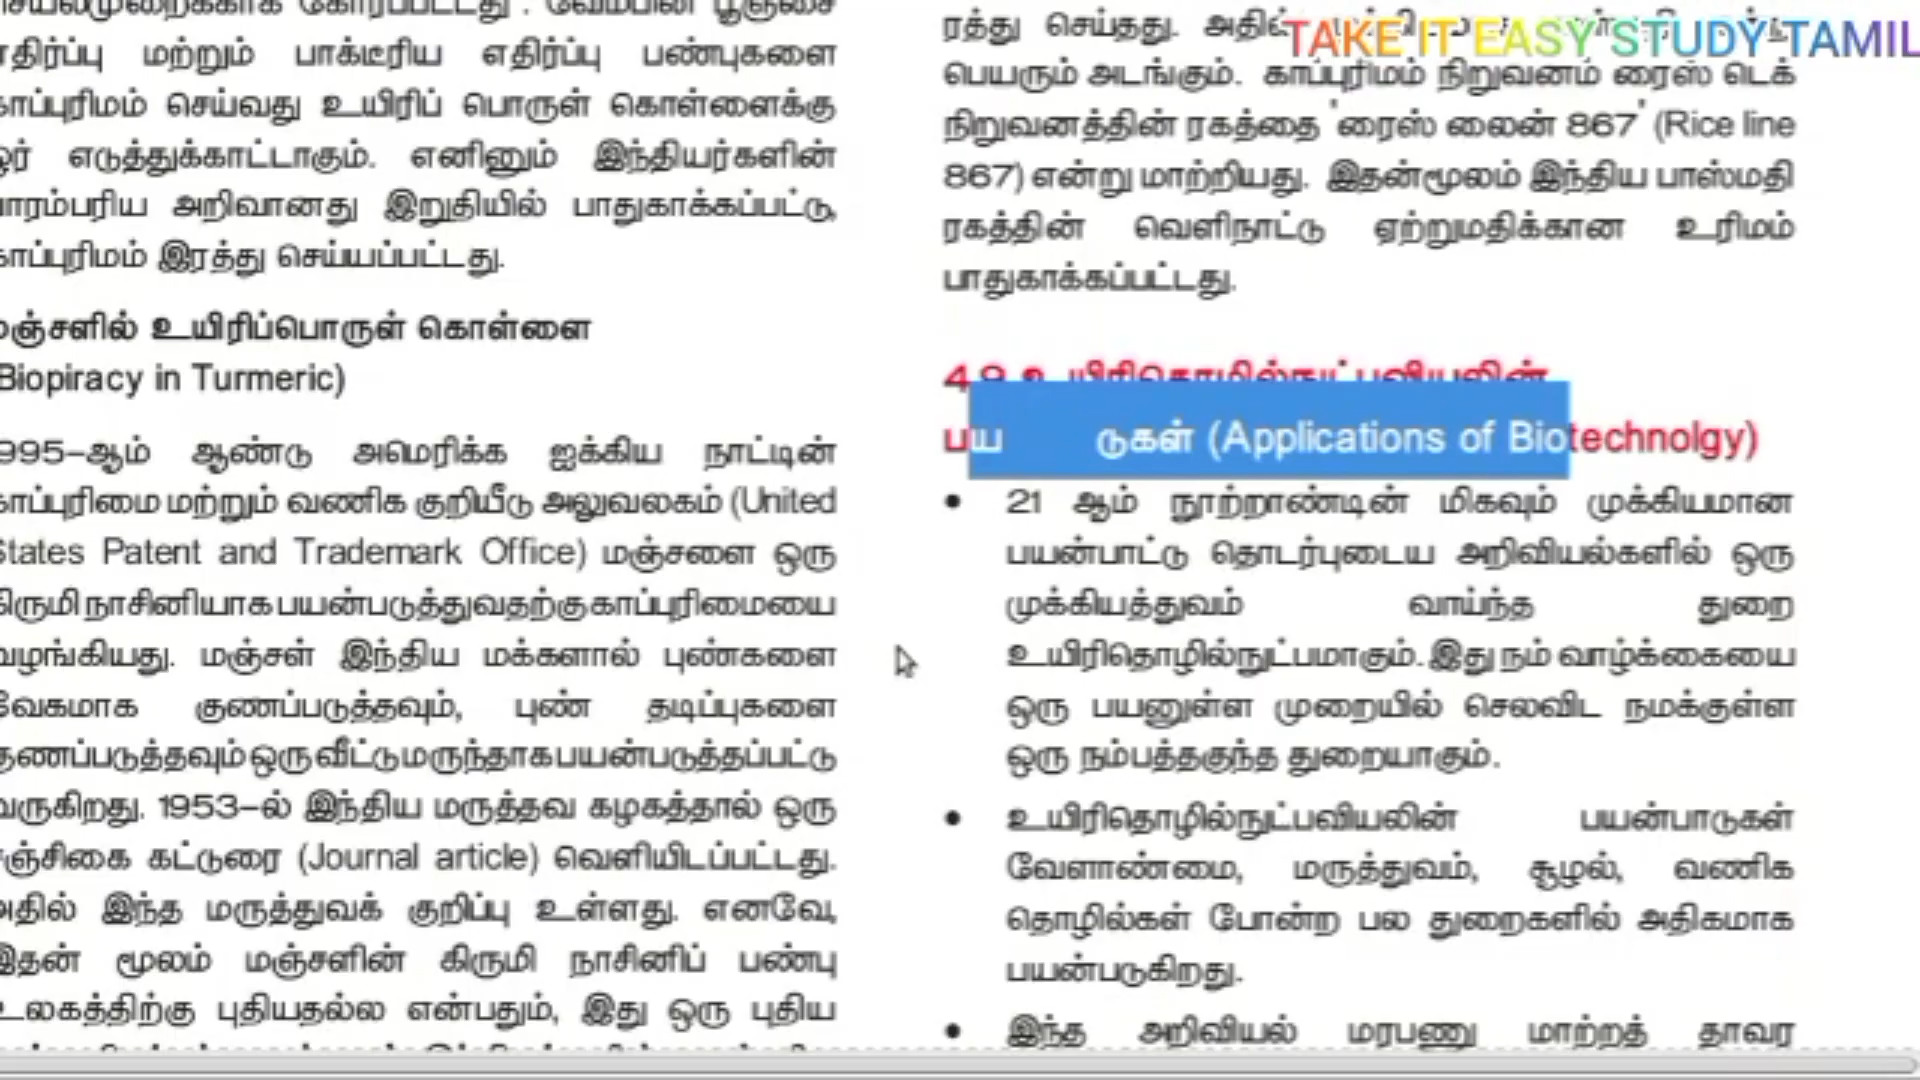 எதிர்ப்பு மற்றும் பாக்டீரிய எதிர்ப்பு பண்புகளை
காப்புரிமம் செய்வது உயிரிப் பொருள் கொள்ளைக்கு
ஓர் எடுத்துக்காட்டாகும். எனினும் இந்தியர்களின்
பாரம்பரிய அறிவானது இறுதியில் பாதுகாக்கப்பட்டு,
காப்புரிமம் இரத்து செய்யப்பட்டது.
மஞ்சளில் உயிரிப்பொருள் கொள்ளை
Biopiracy in Turmeric)
995–ஆம் ஆண்டு அமெரிக்க ஐக்கிய நாட்டின்
காப்புரிமை மற்றும் வணிக குறியீடு அலுவலகம் (United
States Patent and Trademark Office) மஞ்சளை ஒரு
கிருமி நாசினியாக பயன்படுத்துவதற்கு காப்புரிமையை
வழங்கியது. மஞ்சள் இந்திய மக்களால் புண்களை
வேகமாக குணப்படுத்தவும், புண் தடிப்புகளை
குணப்படுத்தவும் ஒரு வீட்டு மருந்தாக பயன்படுத்தப்பட்டு
வருகிறது. 1953–ல் இந்திய மருத்தவ கழகத்தால் ஒரு
சஞ்சிகை கட்டுரை (Journal article) வெளியிடப்பட்டது.
அதில் இந்த மருத்துவக் குறிப்பு உள்ளது. எனவே,
இதன் மூலம் மஞ்சளின் கிருமி நாசினிப் பண்பு
உலகத்திற்கு புதியதல்ல என்பதும், இது ஒரு புதிய
TAKE IT EASY STUDY TAMIL
ரத்து செய்தது. அதில்
பெயரும் அடங்கும். காப்புரிமம் நிறுவனம் ரைஸ் டெக்
நிறுவனத்தின் ரகத்தை 'ரைஸ் லைன் 867' (Rice line
867) என்று மாற்றியது. இதன்மூலம் இந்திய பாஸ்மதி
ரகத்தின் வெளிநாட்டு ஏற்றுமதிக்கான உரிமம்
பாதுகாக்கப்பட்டது.
4.9 உயிரிதொழில்நுட்பவியலின்
பய டுகள் (Applications of Biotechnolgy)
• 21 ஆம் நூற்றாண்டின் மிகவும் முக்கியமான
பயன்பாட்டு தொடர்புடைய அறிவியல்களில் ஒரு
முக்கியத்துவம் வாய்ந்த துறை
உயிரிதொழில்நுட்பமாகும். இது நம் வாழ்க்கையை
ஒரு பயனுள்ள முறையில் செலவிட நமக்குள்ள
ஒரு நம்பத்தகுந்த துறையாகும்.
• உயிரிதொழில்நுட்பவியலின் பயன்பாடுகள்
வேளாண்மை, மருத்துவம், சூழல், வணிக
தொழில்கள் போன்ற பல துறைகளில் அதிகமாக
பயன்படுகிறது.
• இந்த அறிவியல் மரபணு மாற்றத் தாவர